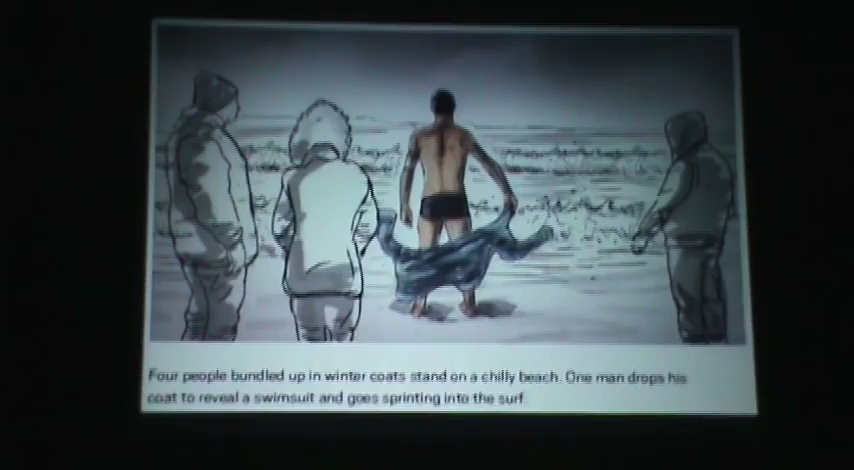 Four people bundled up in winter coats stand on a chilly beach. One man drops his
coat to reveal a swimsuit and goes sprinting into the surf.